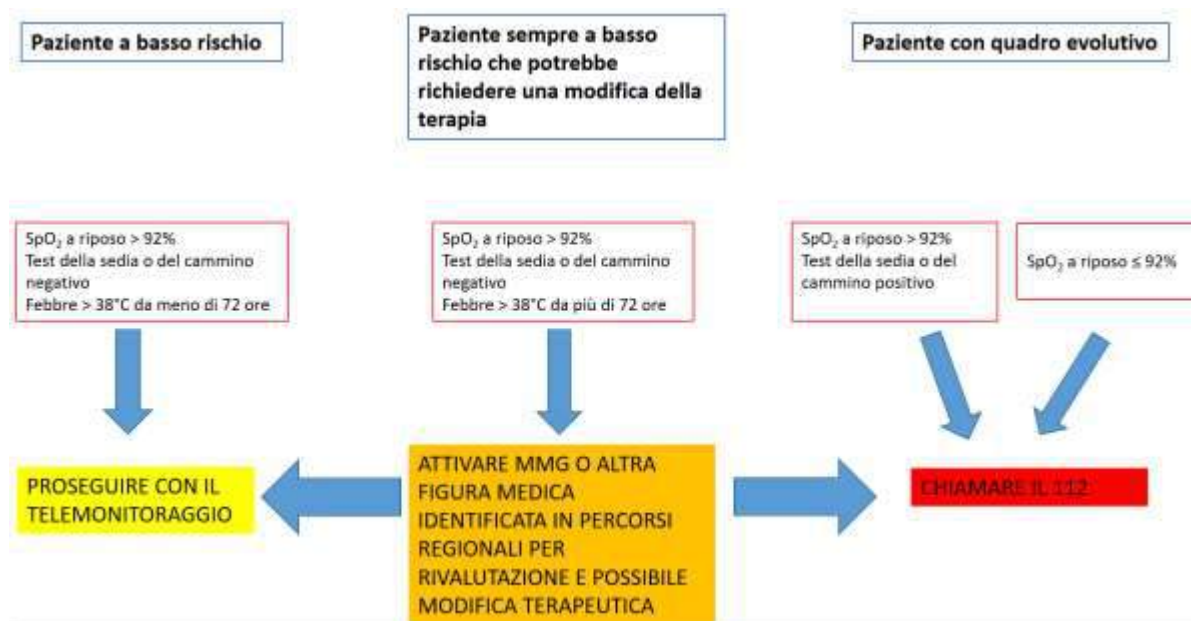 Paziente a basso rischio
Paziente sempre a basso
rischio che potrebbe
richiedere una modifica della
terapia
Paziente con quadro evolutivo
SpO₂ a riposo > 92%
Test della sedia o del cammino
negativo
Febbre > 38°C da meno di 72 ore
SpO₂ a riposo > 92%
Test della sedia o del cammino
negativo
Febbre > 38°C da più di 72 ore
SpO₂ a riposo > 92%
Test della sedia o del
cammino positivo
SpO₂ a riposo ≤ 92%
PROSEGUIRE CON IL
TELEMONITORAGGIO
ATTIVARE MMG O ALTRA
FIGURA MEDICA
IDENTIFICATA IN PERCORSI
REGIONALI PER
RIVALUTAZIONE E POSSIBILE
MODIFICA TERAPEUTICA
CHIAMARE IL 112